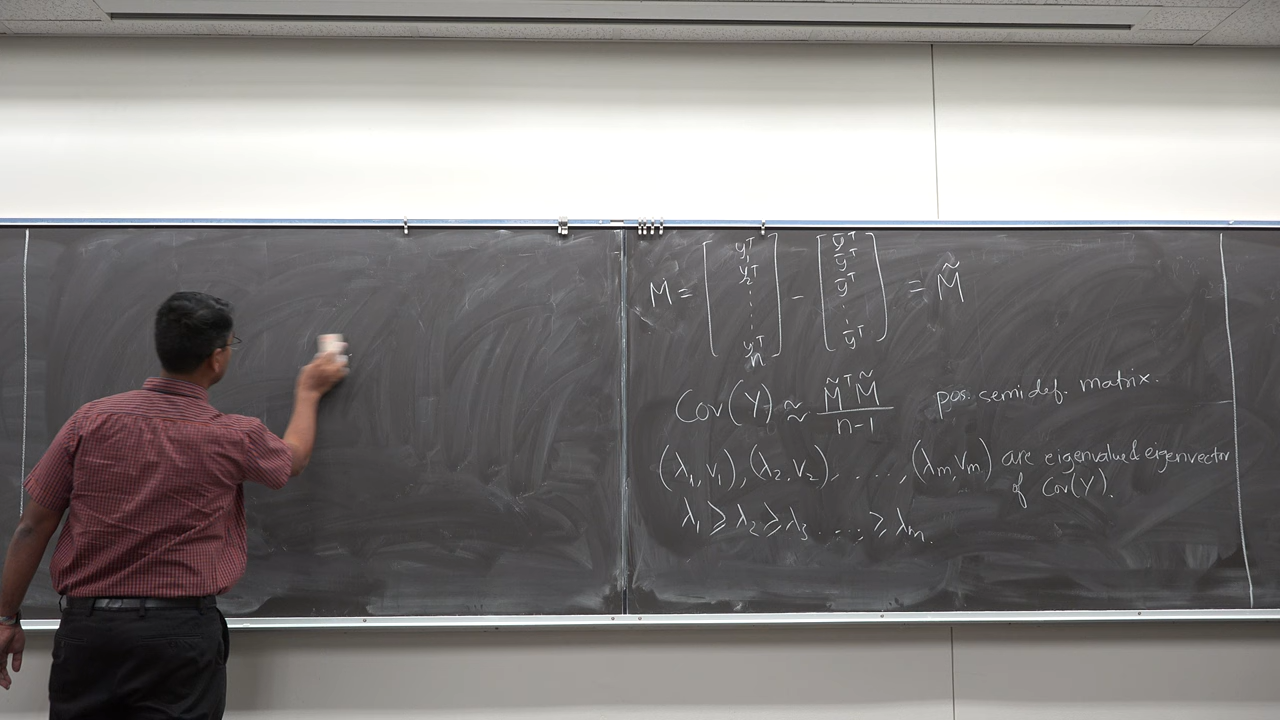 M = [y₁ᵀ y₂ᵀ ⋮ yₙᵀ] − [ȳᵀ ȳᵀ ȳᵀ ⋮ ȳᵀ] = M̃
Cov(Y) ≈ M̃ᵀM̃ / n-1 pos. semi def. matrix.
(λ₁, v₁), (λ₂, v₂), . . . . , (λₘ, vₘ) are eigenvalue & eigenvector
of Cov(Y).
λ₁ ≥ λ₂ ≥ λ₃ . . . . , ≥ λₘ.